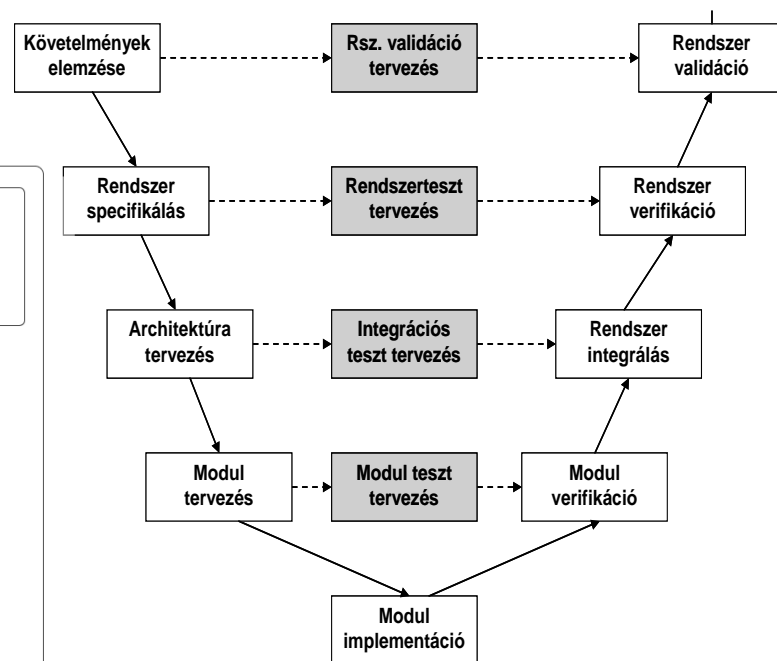 Követelmények
elemzése
Rsz. validáció
tervezés
Rendszer
validáció
Rendszer
specifikálás
Rendszerteszt
tervezés
Rendszer
verifikáció
Architektúra
tervezés
Integrációs
teszt tervezés
Rendszer
integrálás
Modul
tervezés
Modul teszt
tervezés
Modul
verifikáció
Modul
implementáció